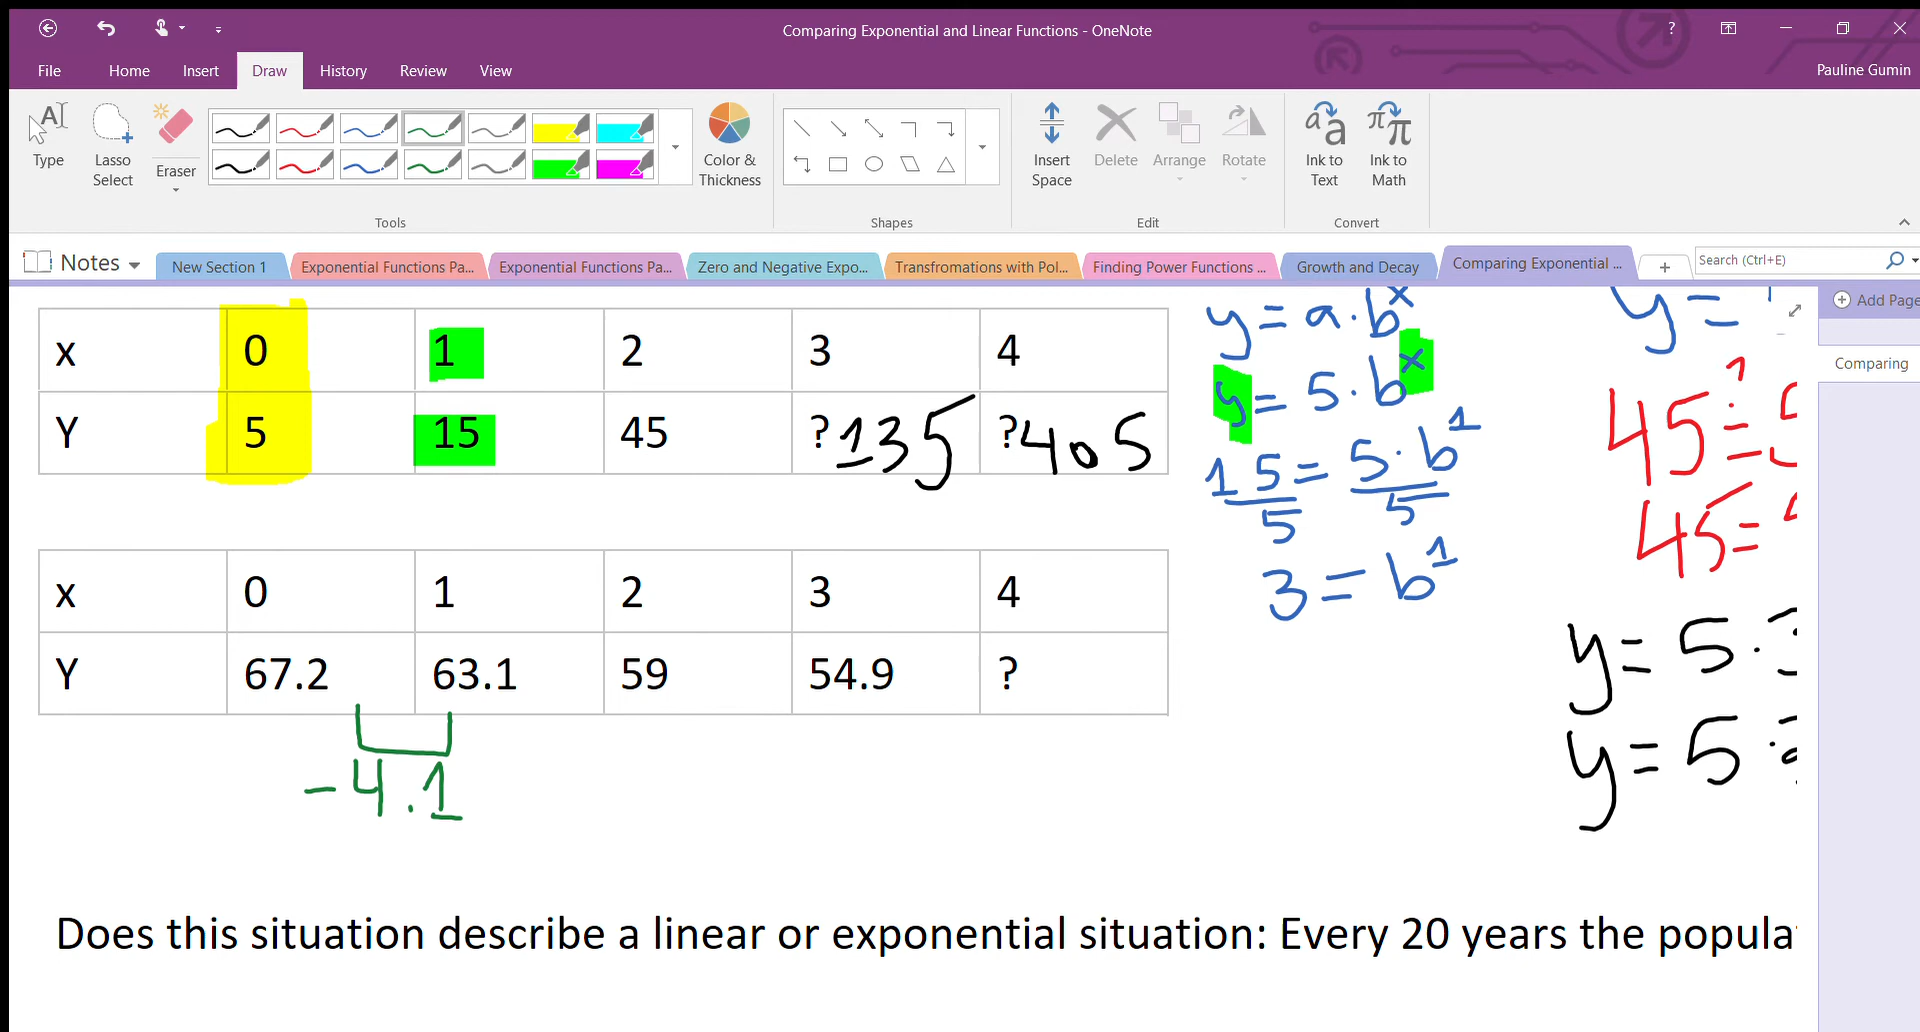 Comparing Exponential and Linear Functions - OneNote
?
Pauline Gumin
File Home Insert Draw History Review View
Type
Lasso Select
Eraser
Color & Thickness
Insert Space
Delete
Arrange
Rotate
Ink to Text
Ink to Math
Tools
Shapes
Edit
Convert
Notes
New Section 1
Exponential Functions Pa...
Exponential Functions Pa...
Zero and Negative Expo...
Transfromations with Pol...
Finding Power Functions ...
Growth and Decay
Comparing Exponential ...
+
Search (Ctrl+E)
Add Page
Comparing
x 0 1 2 3 4
Y 5 15 45 ? 135 ? 405
x 0 1 2 3 4
Y 67.2 63.1 59 54.9 ?
-4.1
y = a·b^x
y = 5·b^x
15/5 = 5·b^1/5
3 = b^1
y =
45 =
45 =
y = 5·
y = 5·
Does this situation describe a linear or exponential situation: Every 20 years the popula